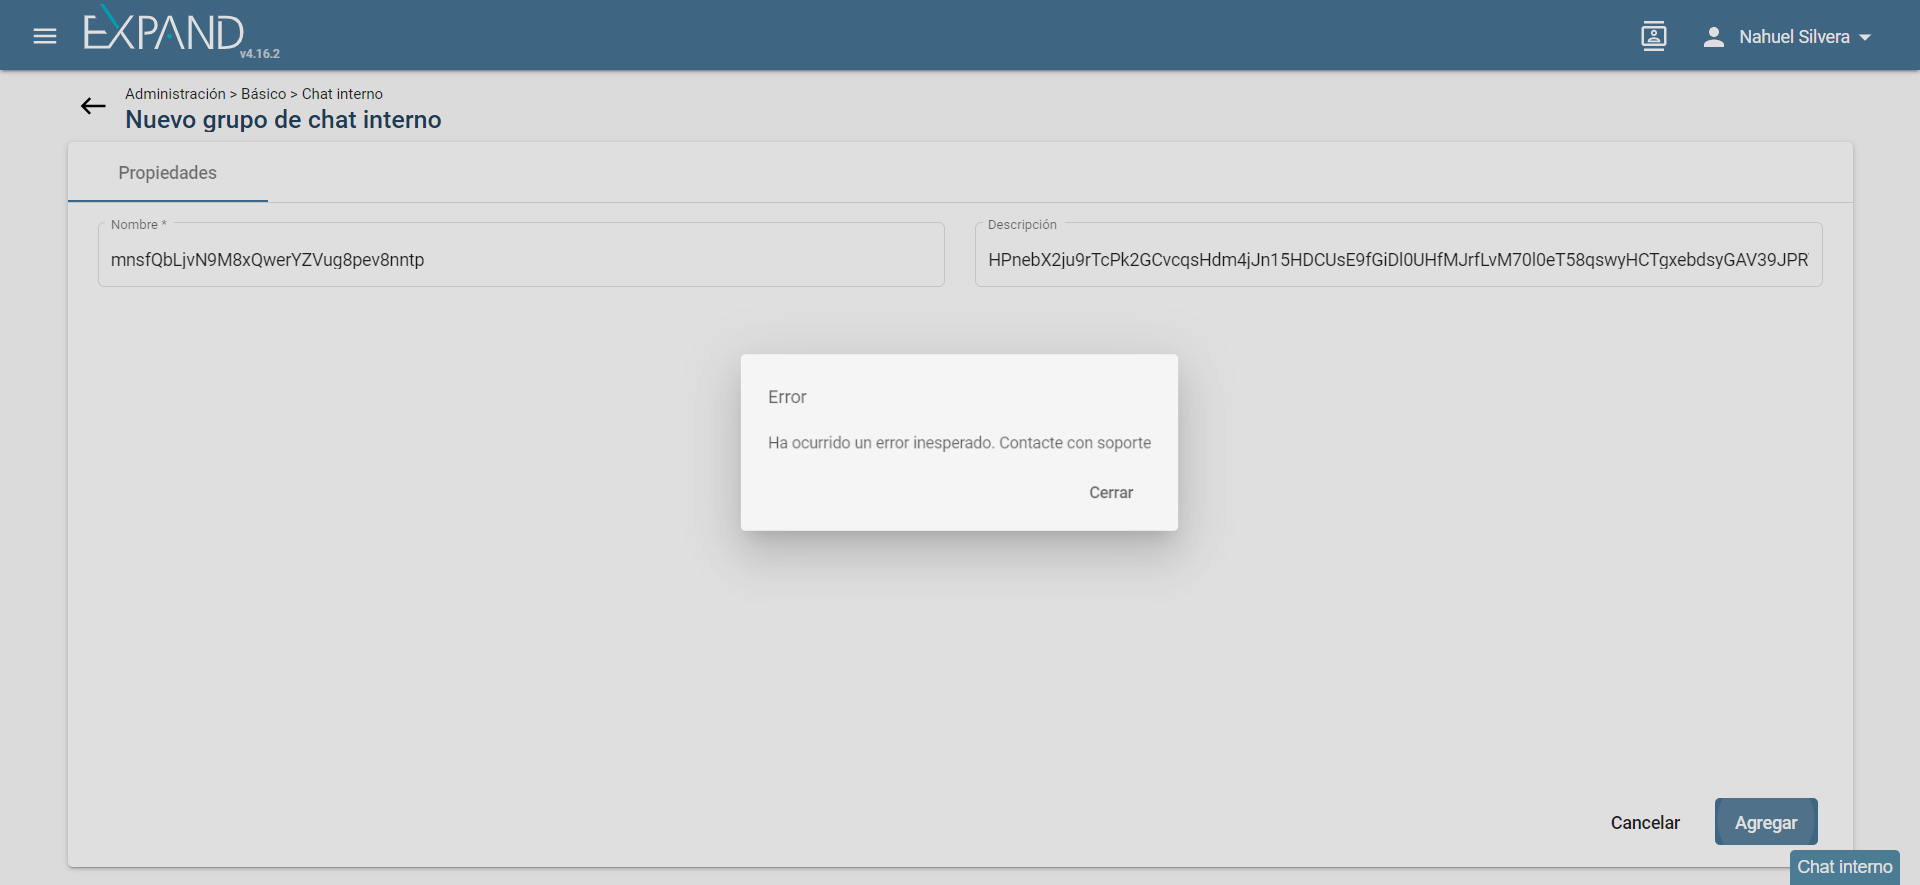 EXPAND
v4.16.2
Nahuel Silvera
Administración > Básico > Chat interno
Nuevo grupo de chat interno
Propiedades
Nombre *
mnsfQbLjvN9M8xQwerYZVug8pev8nntp
Descripción
HPnebX2ju9rTcPk2GCvcqsHdm4jJn15HDCUsE9fGiDl0UHfMJrfLvM70l0eT58qswyHCTgxebdsyGAV39JPR
Error
Ha ocurrido un error inesperado. Contacte con soporte
Cerrar
Cancelar
Agregar
Chat interno